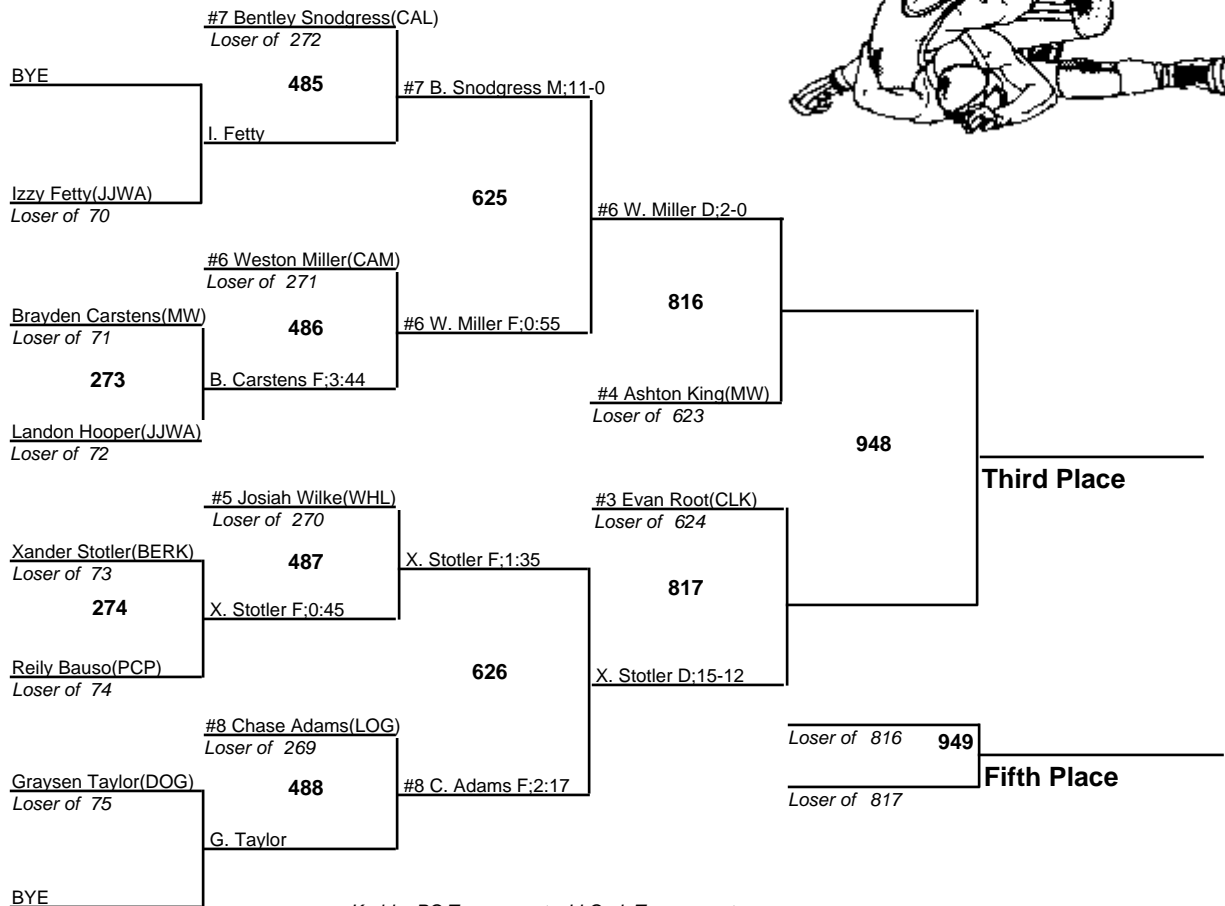 #7 Bentley Snodgress(CAL)
Loser of 272
BYE
485
#7 B. Snodgress M;11-0
I. Fetty
Izzy Fetty(JJWA)
Loser of 70
625
#6 W. Miller D;2-0
#6 Weston Miller(CAM)
Loser of 271
Brayden Carstens(MW)
Loser of 71
486
#6 W. Miller F;0:55
816
273
B. Carstens F;3:44
#4 Ashton King(MW)
Loser of 623
Landon Hooper(JJWA)
Loser of 72
948
Third Place
#5 Josiah Wilke(WHL)
Loser of 270
#3 Evan Root(CLK)
Loser of 624
Xander Stotler(BERK)
Loser of 73
487
X. Stotler F;1:35
817
274
X. Stotler F;0:45
Reily Bauso(PCP)
Loser of 74
626
X. Stotler D;15-12
#8 Chase Adams(LOG)
Loser of 269
Loser of 816
949
Fifth Place
Graysen Taylor(DOG)
Loser of 75
488
#8 C. Adams F;2:17
Loser of 817
G. Taylor
BYE